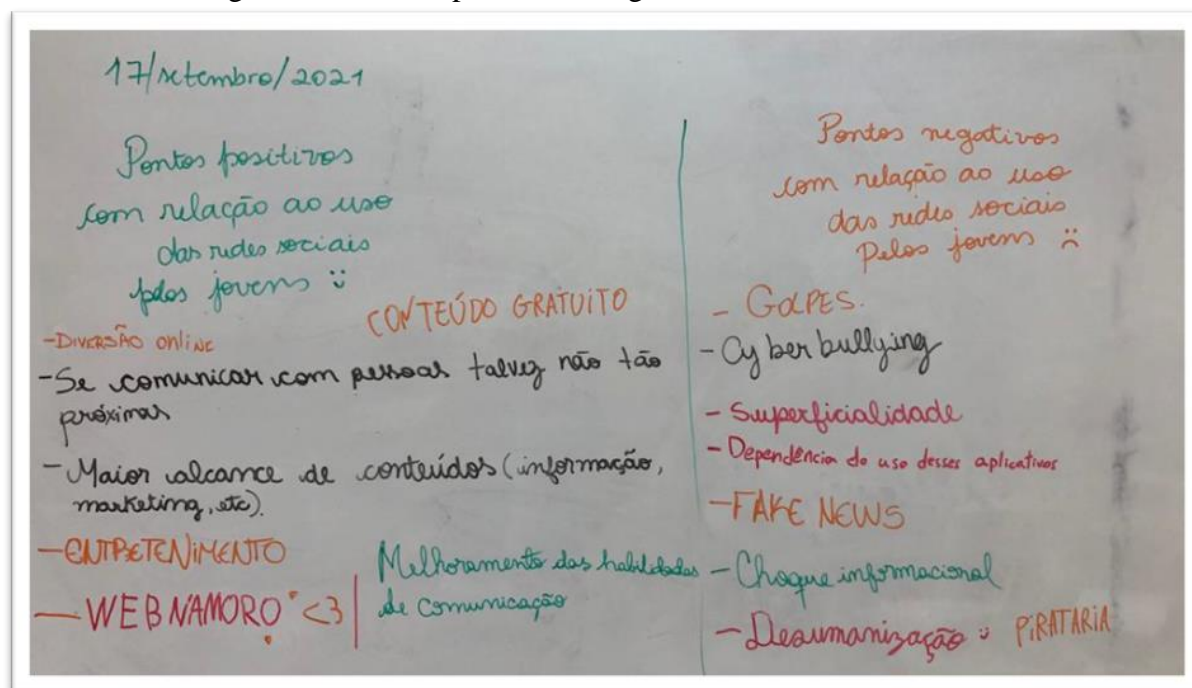 17/setembro/2021
Pontos positivos
com relação ao uso
das redes sociais
pelos jovens :)
CONTEÚDO GRATUITO
-DIVERSÃO online
-Se comunicar com pessoas talvez não tão
próximas
-Maior alcance de conteúdos (informação,
marketing, etc).
-ENTRETENIMENTO
-WEB NAMORO <3
Melhoramento das habilidades
de comunicação
Pontos negativos
com relação ao uso
das redes sociais
Pelos jovens :(
- GOLPES.
- Cyberbullying
- Superficialidade
- Dependência do uso desses aplicativos
-FAKE NEWS
- Choque informacional
- Desumanização :)
PIRATARIA